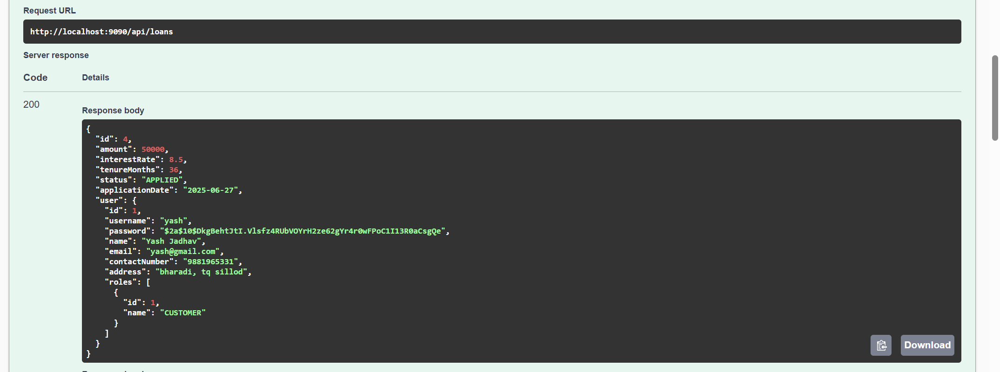 Request URL
http://localhost:9090/api/loans
Server response
Code Details
200
Response body
{
"id": 4,
"amount": 50000,
"interestRate": 8.5,
"tenureMonths": 36,
"status": "APPLIED",
"applicationDate": "2025-06-27",
"user": {
"id": 1,
"username": "yash",
"password": "$2a$10$DkgBehtJtI.Vlsfz4RUbVOYrH2ze62gYr4r0wFPoC1I13R0aCsgQe",
"name": "Yash Jadhav",
"email": "yash@gmail.com",
"contactNumber": "9881965331",
"address": "bharadi, tq sillod",
"roles": [
{
"id": 1,
"name": "CUSTOMER"
}
]
}
}
Download